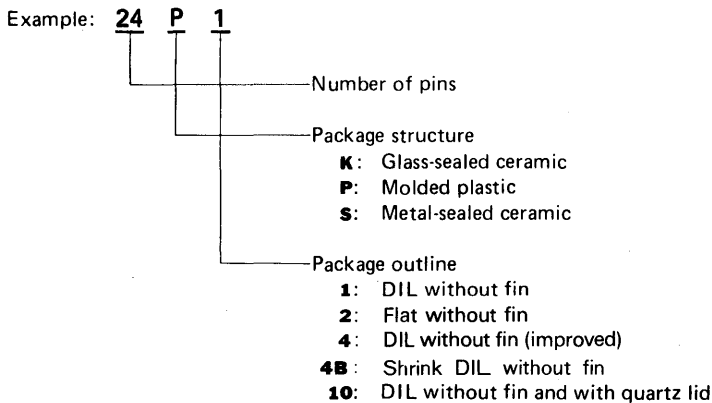 Example: 24 P 1
Number of pins
Package structure
K: Glass-sealed ceramic
P: Molded plastic
S: Metal-sealed ceramic
Package outline
1: DIL without fin
2: Flat without fin
4: DIL without fin (improved)
4B: Shrink DIL without fin
10: DIL without fin and with quartz lid